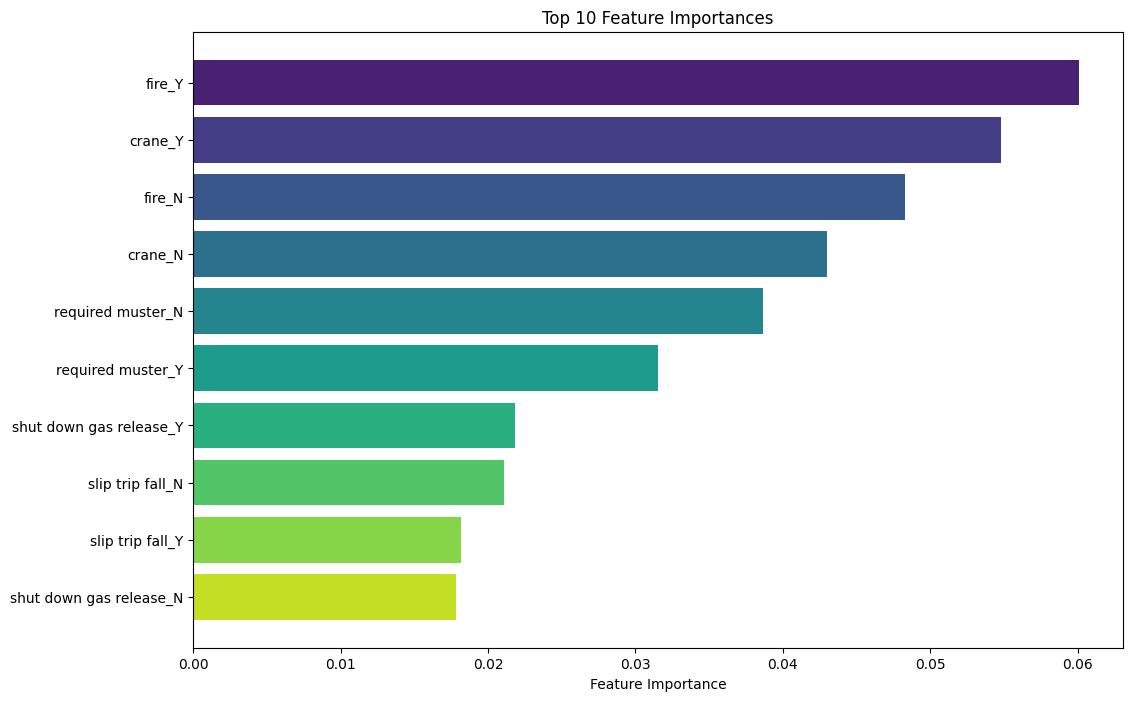 Top 10 Feature Importances
fire_Y
crane_Y
fire_N
crane_N
required muster_N
required muster_Y
shut down gas release_Y
slip trip fall_N
slip trip fall_Y
shut down gas release_N
0.00 0.01 0.02 0.03 0.04 0.05 0.06
Feature Importance